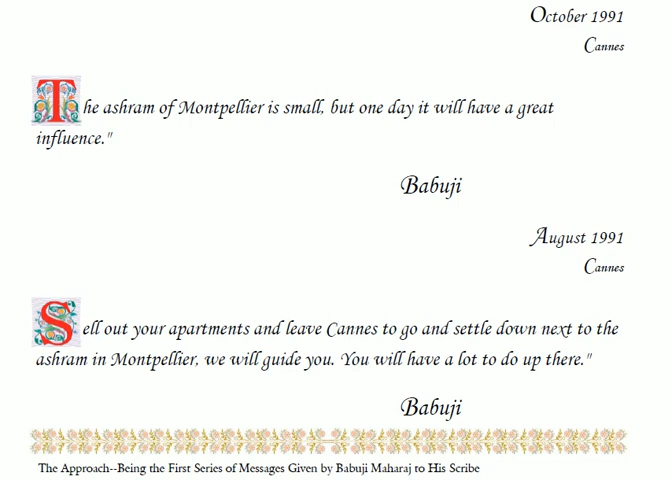 October 1991
Cannes
The ashram of Montpellier is small, but one day it will have a great
influence."
Babuji
August 1991
Cannes
Sell out your apartments and leave Cannes to go and settle down next to the
ashram in Montpellier, we will guide you. You will have a lot to do up there."
Babuji
The Approach--Being the First Series of Messages Given by Babuji Maharaj to His Scribe